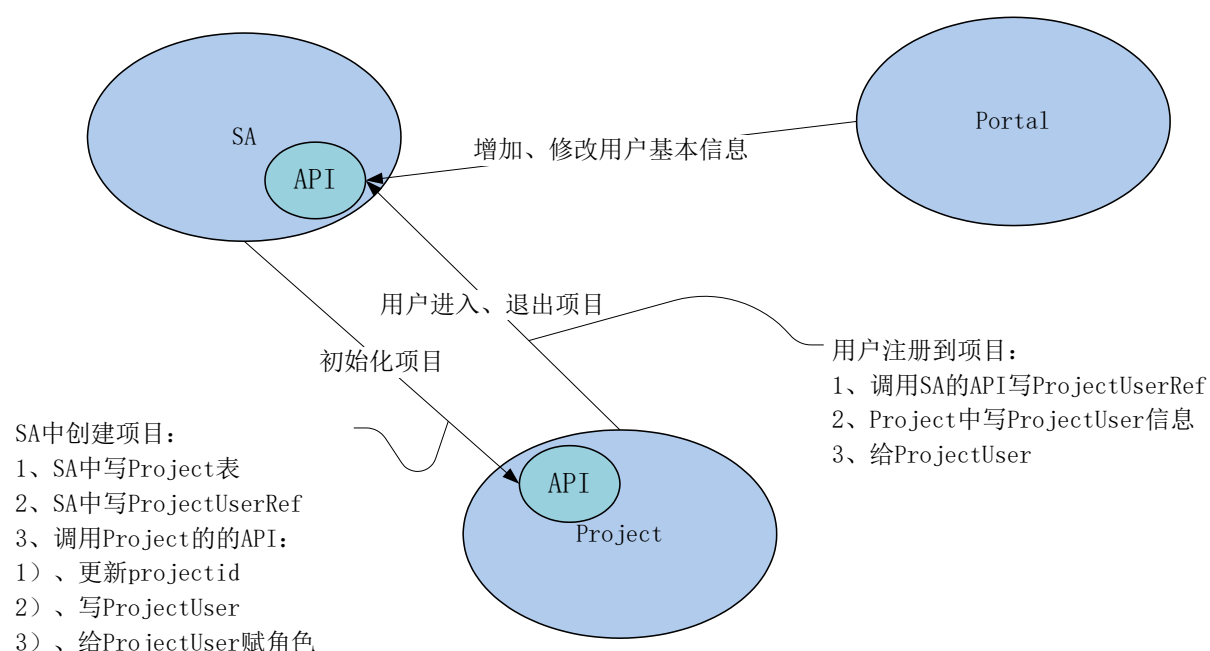 SA
Portal
增加、修改用户基本信息
API
用户进入、退出项目
初始化项目
用户注册到项目：
1、调用SA的API写ProjectUserRef
2、Project中写ProjectUser信息
3、给ProjectUser
SA中创建项目：
1、SA中写Project表
2、SA中写ProjectUserRef
3、调用Project的的API：
1）、更新projectid
2）、写ProjectUser
3）、给ProjectUser赋角色
API
Project